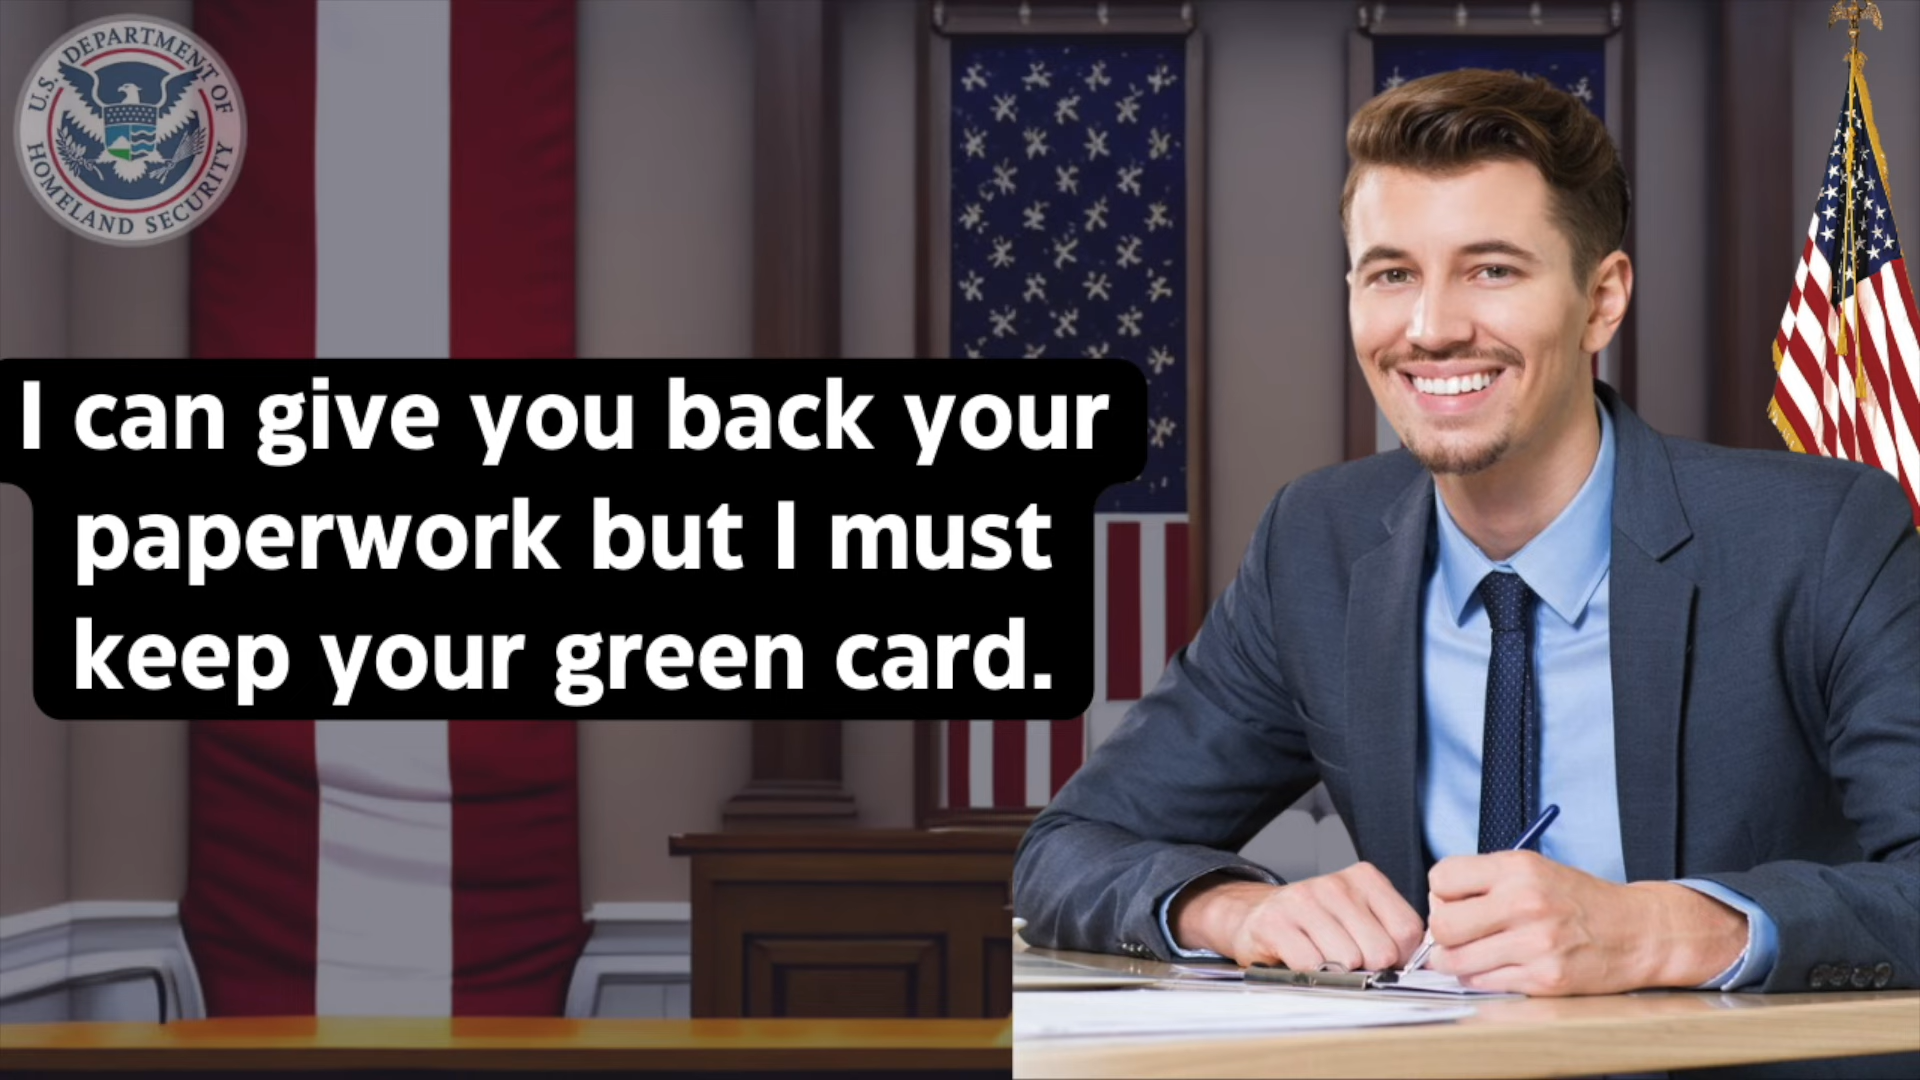 U.S. DEPARTMENT OF
HOMELAND SECURITY
I can give you back your
paperwork but I must
keep your green card.